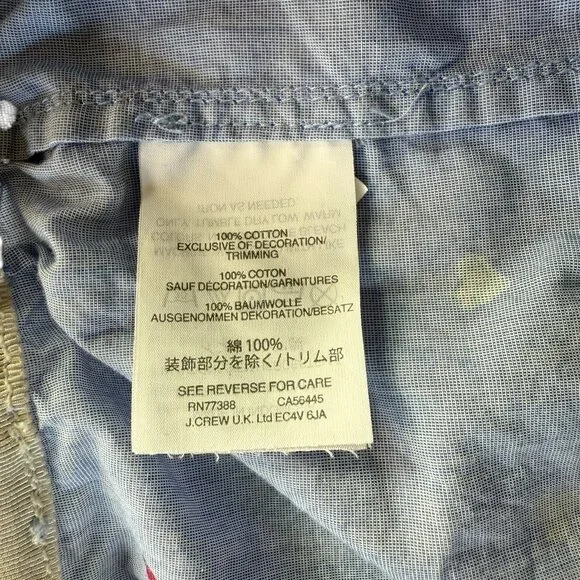 100% COTTON
EXCLUSIVE OF DECORATION/
TRIMMING
100% COTON
SAUF DÉCORATION/GARNITURES
100% BAUMWOLLE
AUSGENOMMEN DEKORATION/BESATZ
綿 100%
装飾部分を除く/トリム部
SEE REVERSE FOR CARE
RN77388 CA56445
J.CREW U.K. Ltd EC4V 6JA